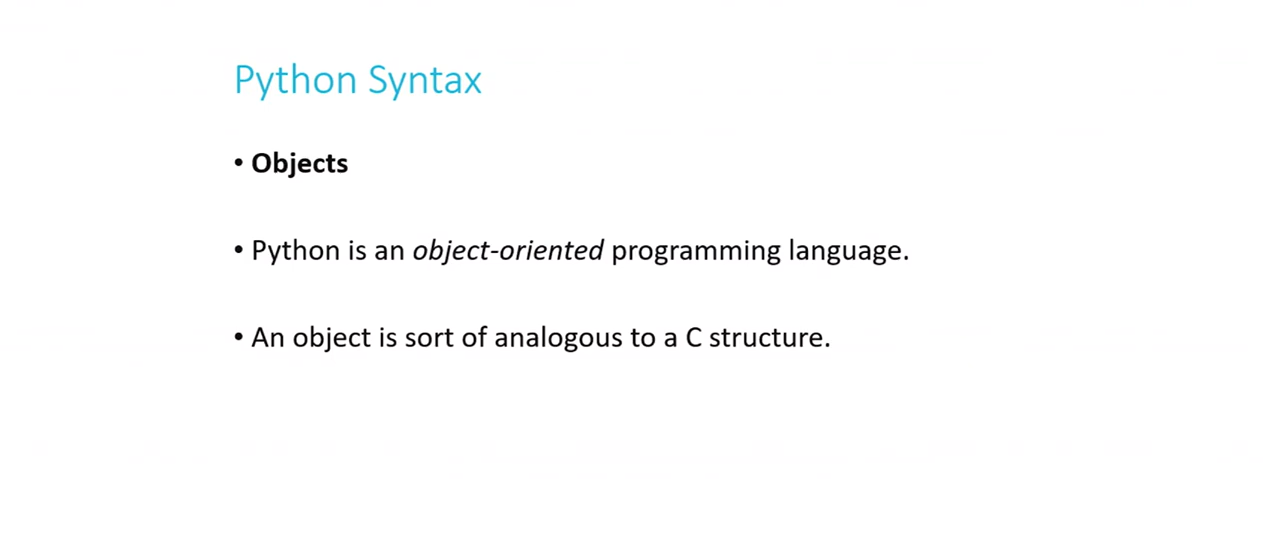 Python Syntax
• Objects
• Python is an object-oriented programming language.
• An object is sort of analogous to a C structure.